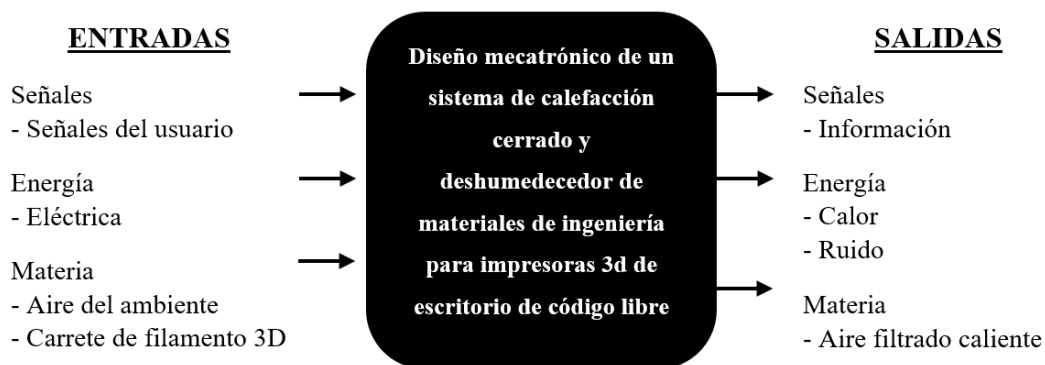 ENTRADAS
Señales
- Señales del usuario
Energía
- Eléctrica
Materia
- Aire del ambiente
- Carrete de filamento 3D
Diseño mecatrónico de un
sistema de calefacción
cerrado y
deshumedecedor de
materiales de ingeniería
para impresoras 3d de
escritorio de código libre
SALIDAS
Señales
- Información
Energía
- Calor
- Ruido
Materia
- Aire filtrado caliente